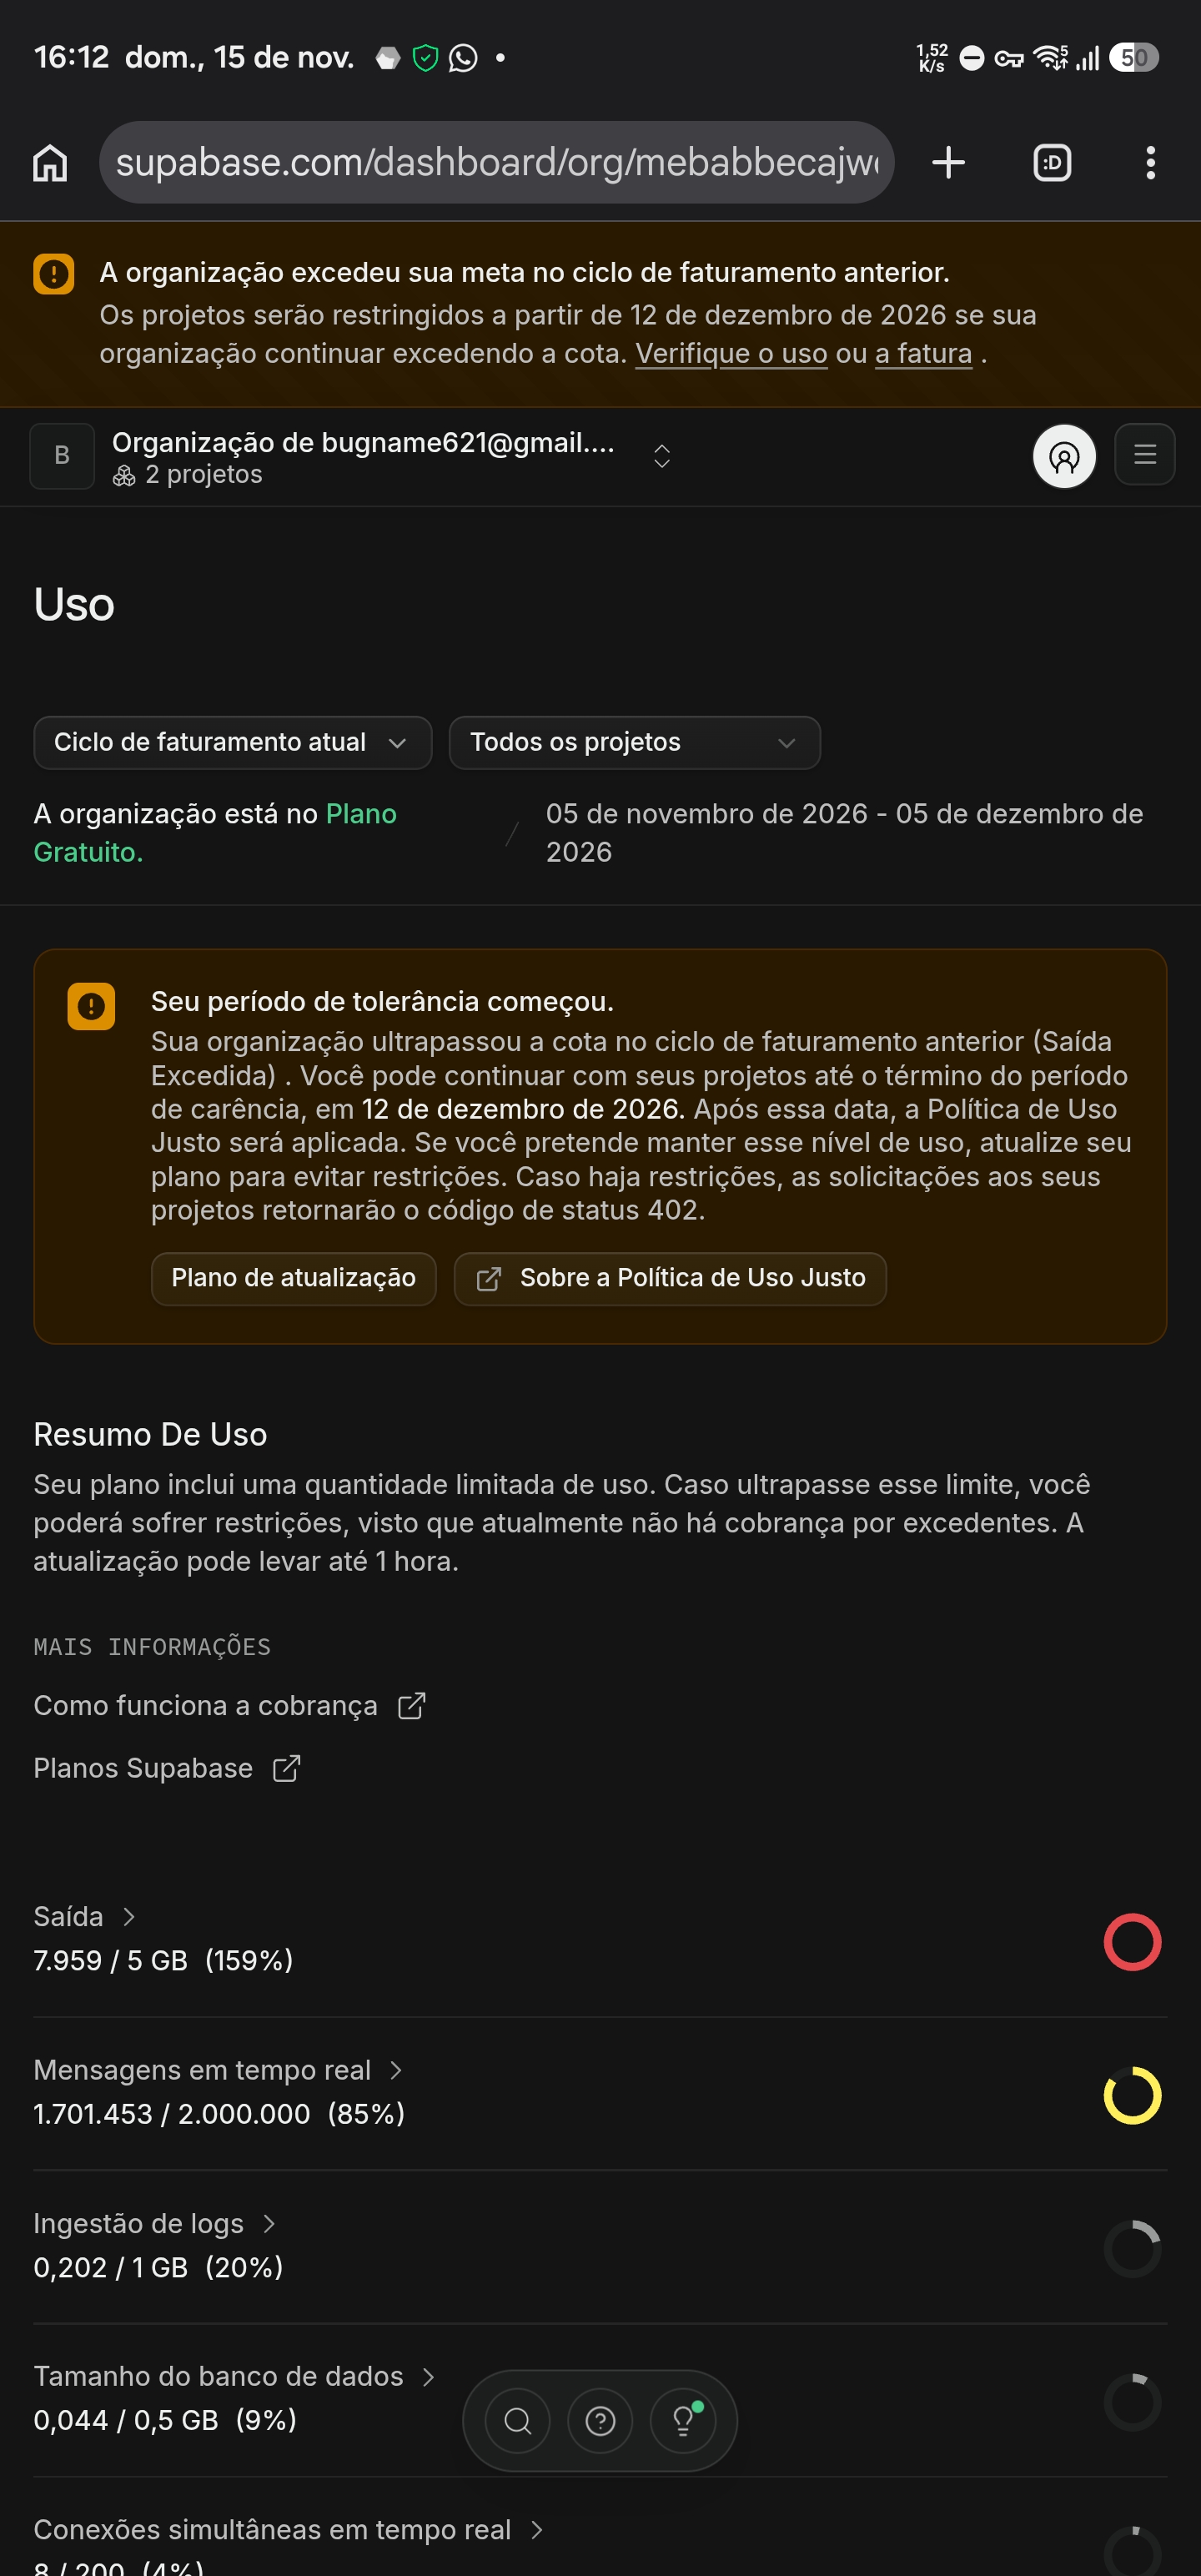 16:12 dom., 15 de nov.
1,52
K/s
5
50
supabase.com/dashboard/org/mebabbecajw
:D
A organização excedeu sua meta no ciclo de faturamento anterior.
Os projetos serão restringidos a partir de 12 de dezembro de 2026 se sua
organização continuar excedendo a cota. Verifique o uso ou a fatura .
B
Organização de bugname621@gmail....
2 projetos
Uso
Ciclo de faturamento atual
Todos os projetos
A organização está no Plano
Gratuito.
/
05 de novembro de 2026 - 05 de dezembro de
2026
Seu período de tolerância começou.
Sua organização ultrapassou a cota no ciclo de faturamento anterior (Saída
Excedida) . Você pode continuar com seus projetos até o término do período
de carência, em 12 de dezembro de 2026. Após essa data, a Política de Uso
Justo será aplicada. Se você pretende manter esse nível de uso, atualize seu
plano para evitar restrições. Caso haja restrições, as solicitações aos seus
projetos retornarão o código de status 402.
Plano de atualização
Sobre a Política de Uso Justo
Resumo De Uso
Seu plano inclui uma quantidade limitada de uso. Caso ultrapasse esse limite, você
poderá sofrer restrições, visto que atualmente não há cobrança por excedentes. A
atualização pode levar até 1 hora.
MAIS INFORMAÇÕES
Como funciona a cobrança
Planos Supabase
Saída
7.959 / 5 GB (159%)
Mensagens em tempo real
1.701.453 / 2.000.000 (85%)
Ingestão de logs
0,202 / 1 GB (20%)
Tamanho do banco de dados
0,044 / 0,5 GB (9%)
Conexões simultâneas em tempo real
8 / 200 (4%)